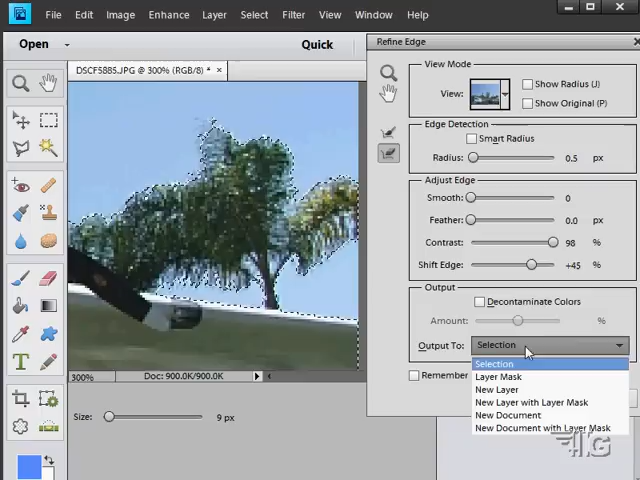 File Edit Image Enhance Layer Select Filter View Window Help
Open Quick
Refine Edge
DSCF5885.JPG @ 300% (RGB/8) * ×
View Mode
View:
Show Radius (J)
Show Original (P)
Edge Detection
Smart Radius
Radius: 0.5 px
Adjust Edge
Smooth: 0
Feather: 0.0 px
Contrast: 98 %
Shift Edge: +45 %
Output
Decontaminate Colors
Amount: %
Output To: Selection
Selection
Layer Mask
New Layer
New Layer with Layer Mask
New Document
New Document with Layer Mask
Remember
300% Doc: 900.0K/900.0K
Size: 9 px